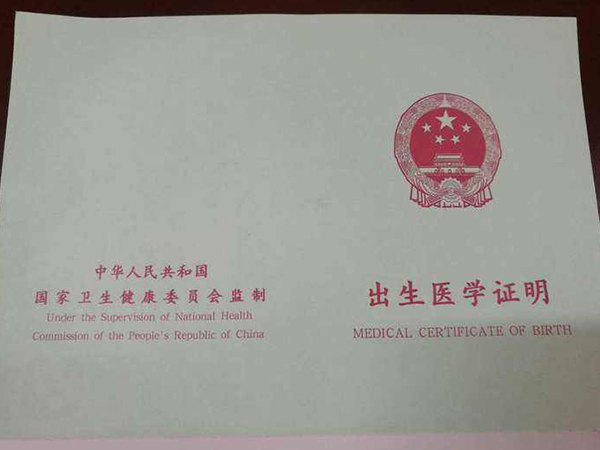 中华人民共和国
国家卫生健康委员会监制
Under the Supervision of National Health
Commission of the People's Republic of China
出生医学证明
MEDICAL CERTIFICATE OF BIRTH